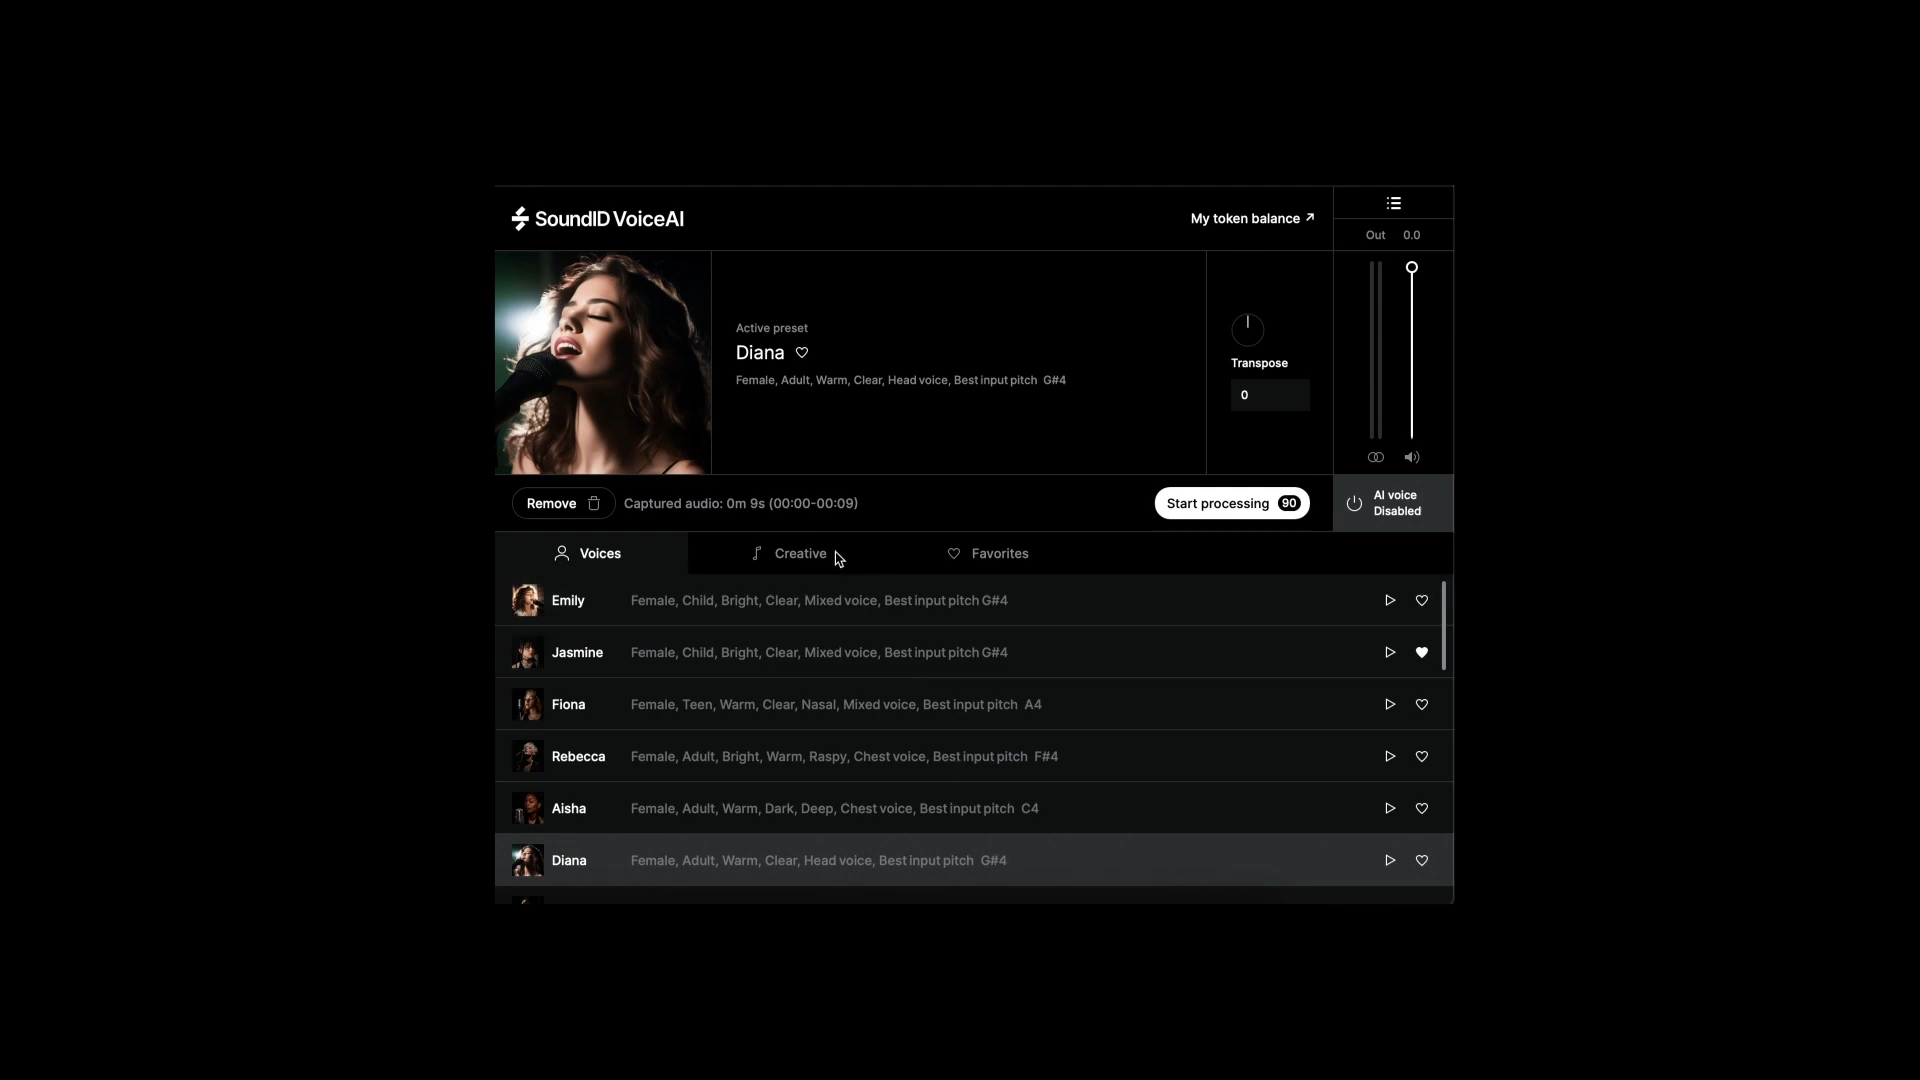 SoundID VoiceAI
My token balance
Out 0.0
Active preset
Diana
Female, Adult, Warm, Clear, Head voice, Best input pitch G#4
Transpose
0
Remove
Captured audio: 0m 9s (00:00-00:09)
Start processing 90
AI voice
Disabled
Voices
Creative
Favorites
Emily Female, Child, Bright, Clear, Mixed voice, Best input pitch G#4
Jasmine Female, Child, Bright, Clear, Mixed voice, Best input pitch G#4
Fiona Female, Teen, Warm, Clear, Nasal, Mixed voice, Best input pitch A4
Rebecca Female, Adult, Bright, Warm, Raspy, Chest voice, Best input pitch F#4
Aisha Female, Adult, Warm, Dark, Deep, Chest voice, Best input pitch C4
Diana Female, Adult, Warm, Clear, Head voice, Best input pitch G#4